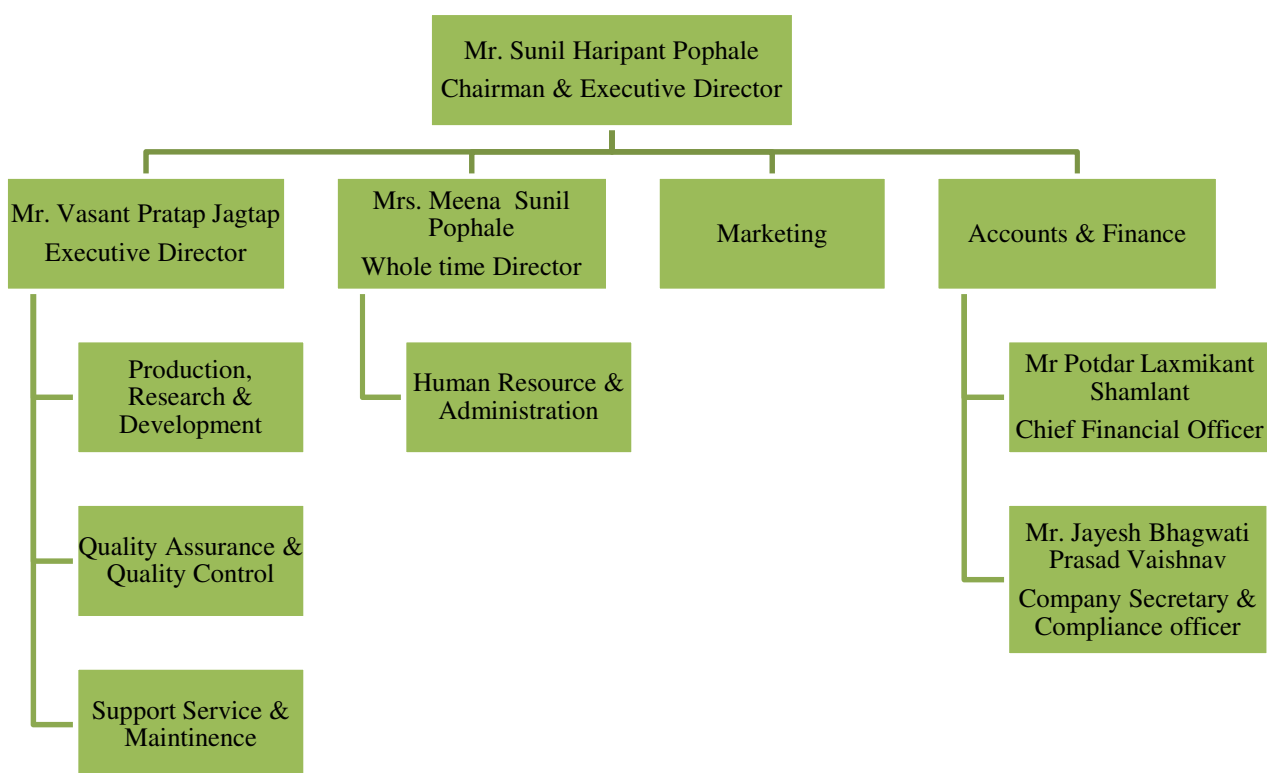 Mr. Sunil Haripant Pophale
Chairman & Executive Director
Mr. Vasant Pratap Jagtap
Executive Director
Mrs. Meena Sunil
Pophale
Whole time Director
Marketing
Accounts & Finance
Production,
Research &
Development
Quality Assurance &
Quality Control
Support Service &
Maintinence
Human Resource &
Administration
Mr Potdar Laxmikant
Shamlant
Chief Financial Officer
Mr. Jayesh Bhagwati
Prasad Vaishnav
Company Secretary &
Compliance officer